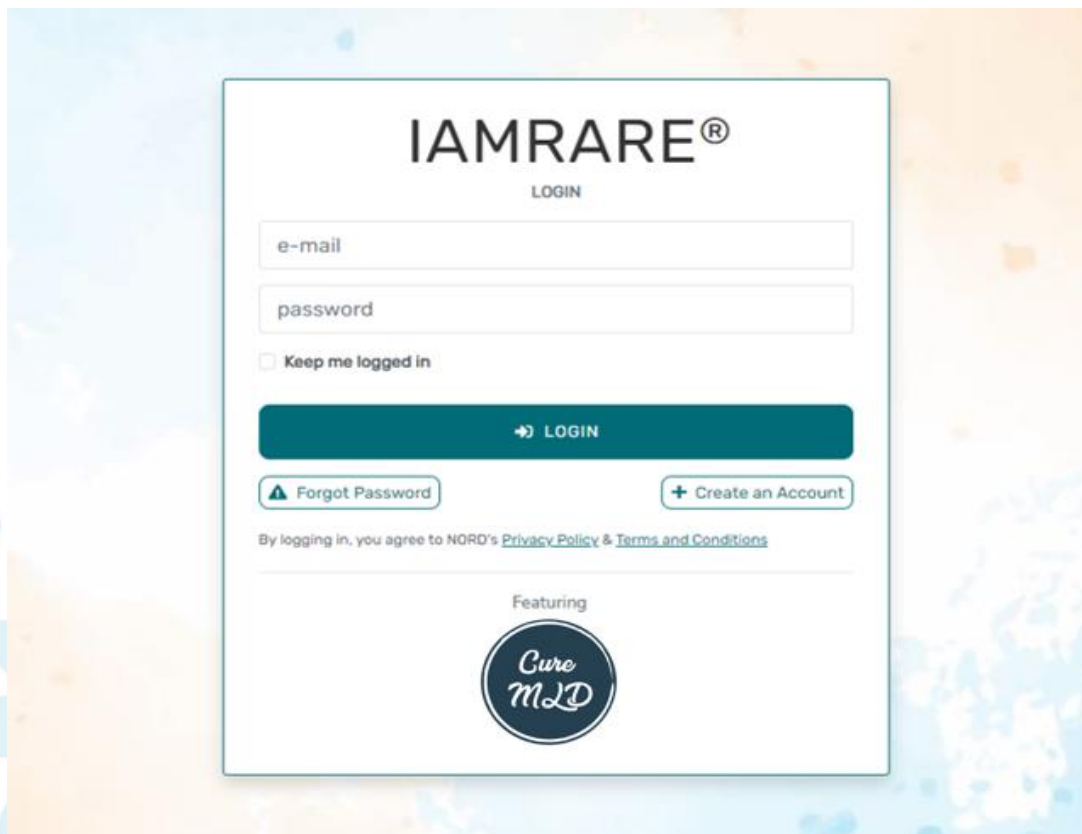 IAMRARE®
LOGIN
e-mail
password
Keep me logged in
LOGIN
Forgot Password
+ Create an Account
By logging in, you agree to NORD's Privacy Policy & Terms and Conditions
Featuring
Cure
MLD